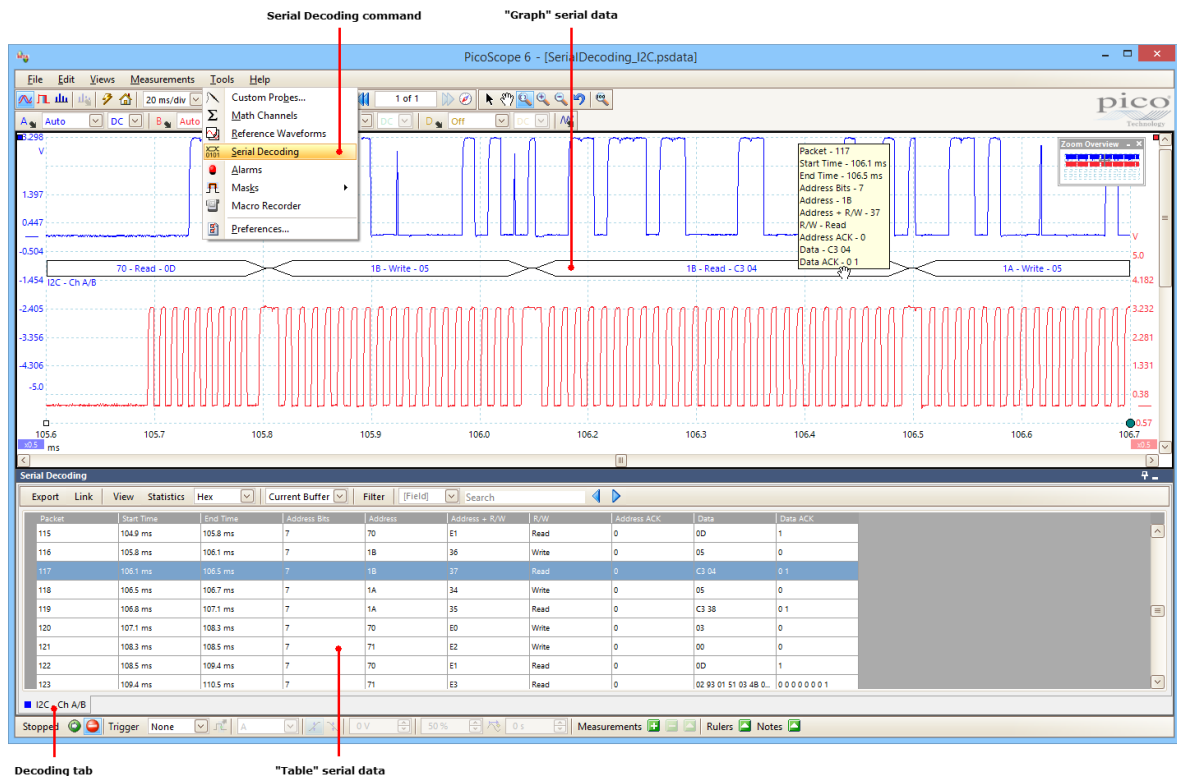 Serial Decoding command
"Graph" serial data
PicoScope 6 - [SerialDecoding_I2C.psdata]
File Edit Views Measurements Tools Help
20 ms/div
1 of 1
pico
Technology
A Auto DC B Auto DC D Off DC
Custom Probes...
Math Channels
Reference Waveforms
Serial Decoding
Alarms
Masks
Macro Recorder
Preferences...
Zoom Overview
3.298
V
1.397
0.447
-0.504
-1.454
-2.405
-3.356
-4.306
-5.0
x0.5
Packet - 117
Start Time - 106.1 ms
End Time - 106.5 ms
Address Bits - 7
Address - 1B
Address + R/W - 37
R/W - Read
Address ACK - 0
Data - C3 04
Data ACK - 0 1
70 - Read - 0D
1B - Write - 05
1B - Read - C3 04
1A - Write - 05
I2C - Ch A/B
V
5.0
4.182
3.232
2.281
1.331
0.38
0.57
x0.5
105.6 105.7 105.8 105.9 106.0 106.2 106.3 106.4 106.5 106.6 106.7
ms
Serial Decoding
Export Link View Statistics Hex Current Buffer Filter [Field] Search
Packet Start Time End Time Address Bits Address Address + R/W R/W Address ACK Data Data ACK
115 104.9 ms 105.8 ms 7 70 E1 Read 0 0D 1
116 105.8 ms 106.1 ms 7 1B 36 Write 0 05 0
117 106.1 ms 106.5 ms 7 1B 37 Read 0 C3 04 0 1
118 106.5 ms 106.7 ms 7 1A 34 Write 0 05 0
119 106.8 ms 107.1 ms 7 1A 35 Read 0 C3 38 0 1
120 107.1 ms 108.3 ms 7 70 E0 Write 0 03 0
121 108.3 ms 108.5 ms 7 71 E2 Write 0 00 0
122 108.5 ms 109.4 ms 7 70 E1 Read 0 0D 1
123 109.4 ms 110.5 ms 7 71 E3 Read 0 02 93 01 51 03 4B 0... 0 0 0 0 0 0 0 1
I2C - Ch A/B
Stopped Trigger None A 0 V 50 % 0 s Measurements Rulers Notes
Decoding tab
"Table" serial data